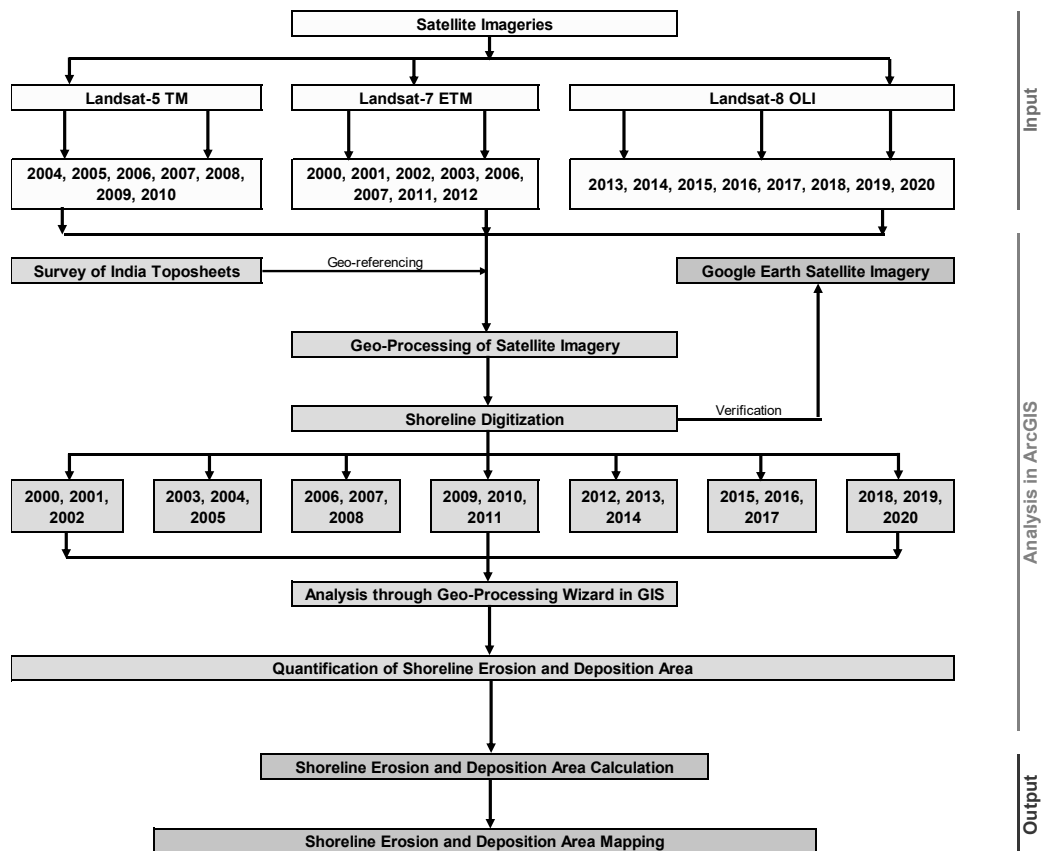 Satellite Imageries
Landsat-5 TM
Landsat-7 ETM
Landsat-8 OLI
2004, 2005, 2006, 2007, 2008,
2009, 2010
2000, 2001, 2002, 2003, 2006,
2007, 2011, 2012
2013, 2014, 2015, 2016, 2017, 2018, 2019, 2020
Input
Survey of India Toposheets
Geo-referencing
Google Earth Satellite Imagery
Geo-Processing of Satellite Imagery
Shoreline Digitization
Verification
2000, 2001,
2002
2003, 2004,
2005
2006, 2007,
2008
2009, 2010,
2011
2012, 2013,
2014
2015, 2016,
2017
2018, 2019,
2020
Analysis through Geo-Processing Wizard in GIS
Quantification of Shoreline Erosion and Deposition Area
Analysis in ArcGIS
Shoreline Erosion and Deposition Area Calculation
Shoreline Erosion and Deposition Area Mapping
Output